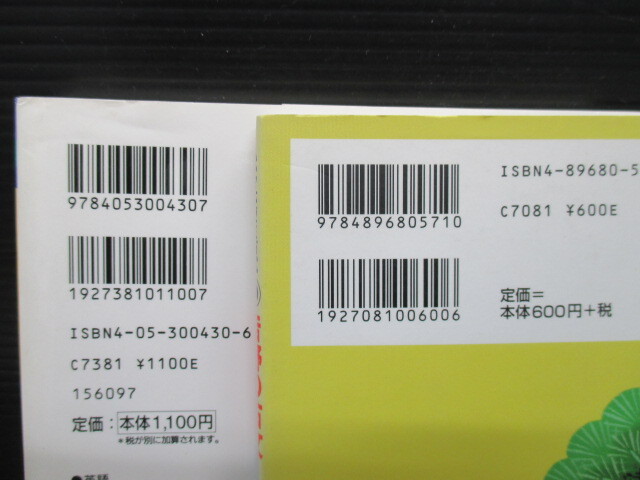 9784053004307
1927381011007
ISBN4-05-300430-6
C7381 ¥1100E
156097
定価：本体1,100円
*税が別に加算されます。
●英語
9784896805710
1927081006006
ISBN4-89680-5
C7081 ¥600E
定価=
本体600円+税